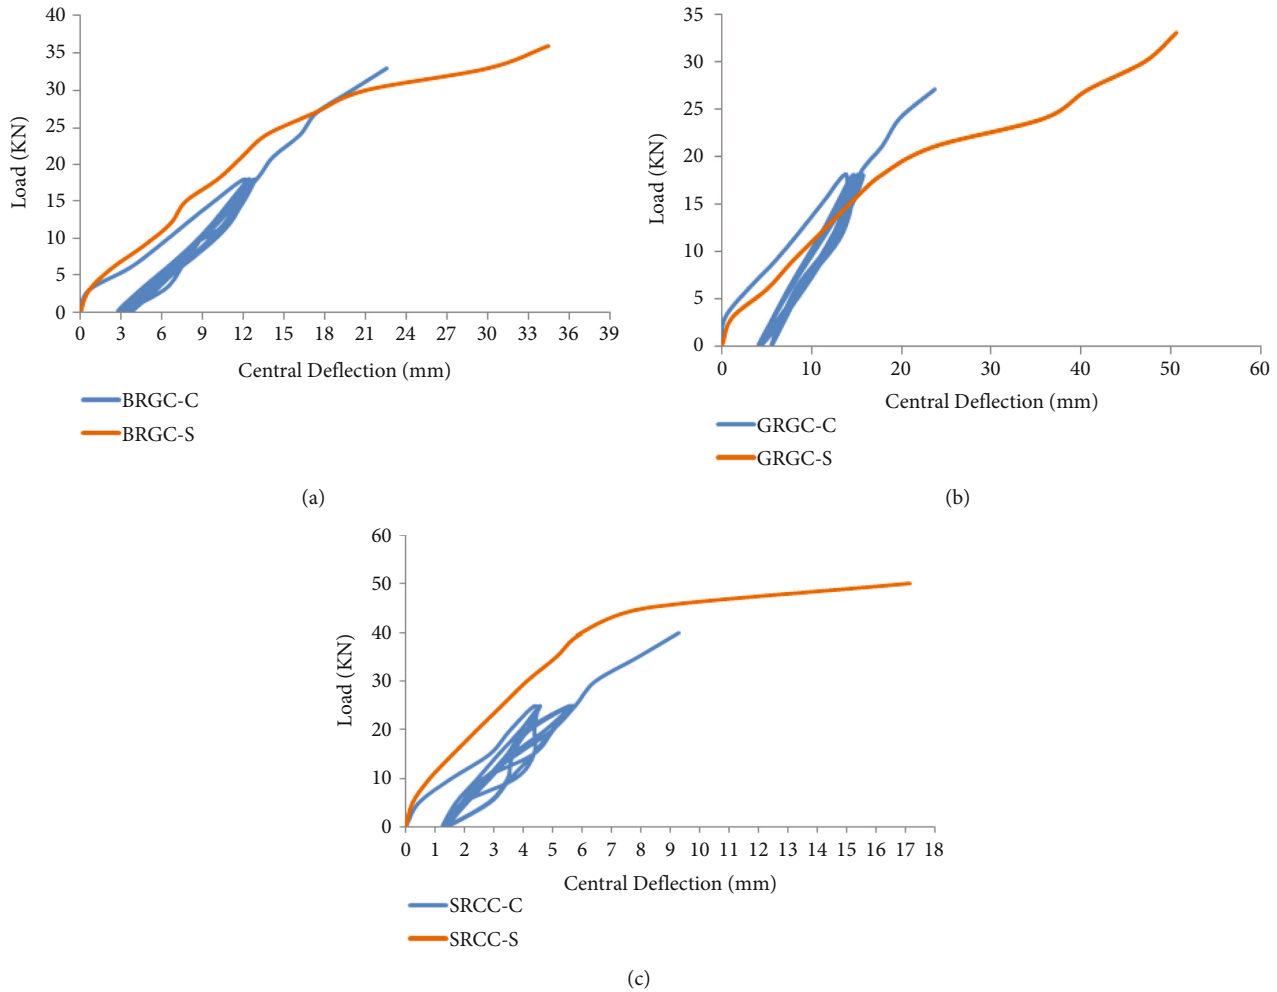 40
35
30
25
20
15
10
5
0
Load (KN)
0 3 6 9 12 15 18 21 24 27 30 33 36 39
Central Deflection (mm)
BRGC-C
BRGC-S
(a)
35
30
25
20
15
10
5
0
Load (KN)
0 10 20 30 40 50 60
Central Deflection (mm)
GRGC-C
GRGC-S
(b)
60
50
40
30
20
10
0
Load (KN)
0 1 2 3 4 5 6 7 8 9 10 11 12 13 14 15 16 17 18
Central Deflection (mm)
SRCC-C
SRCC-S
(c)